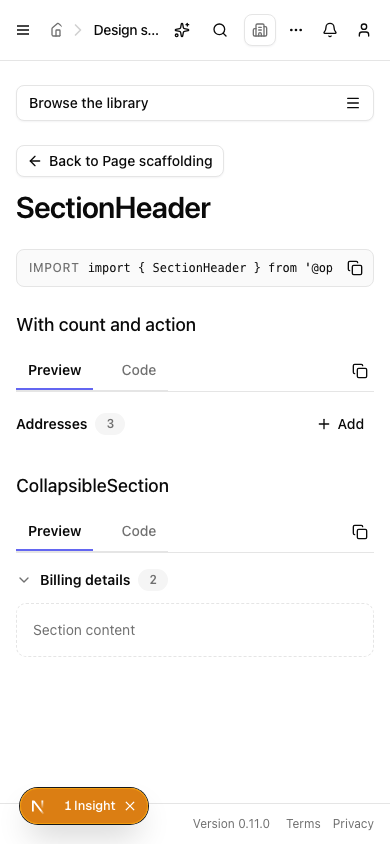 Design s...
Browse the library
Back to Page scaffolding
SectionHeader
IMPORT import { SectionHeader } from '@op
With count and action
Preview Code
Addresses 3 Add
CollapsibleSection
Preview Code
Billing details 2
Section content
1 Insight
Version 0.11.0 Terms Privacy